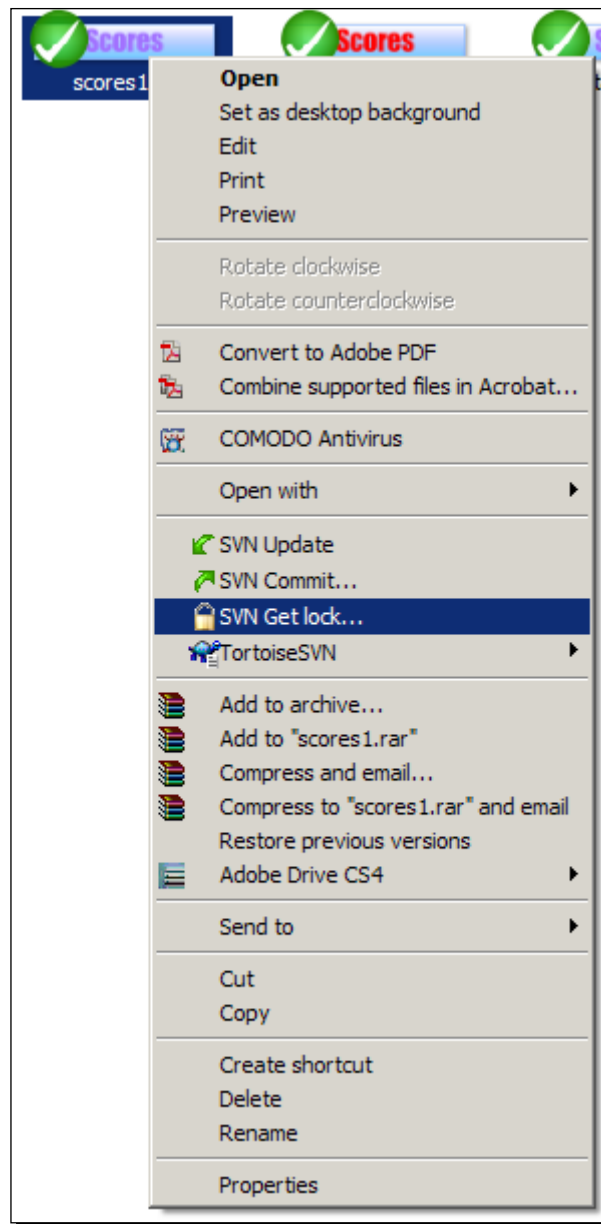 Scores Scores
scores1
Open
Set as desktop background
Edit
Print
Preview
Rotate clockwise
Rotate counterclockwise
Convert to Adobe PDF
Combine supported files in Acrobat...
COMODO Antivirus
Open with
SVN Update
SVN Commit...
SVN Get lock...
TortoiseSVN
Add to archive...
Add to "scores1.rar"
Compress and email...
Compress to "scores1.rar" and email
Restore previous versions
Adobe Drive CS4
Send to
Cut
Copy
Create shortcut
Delete
Rename
Properties